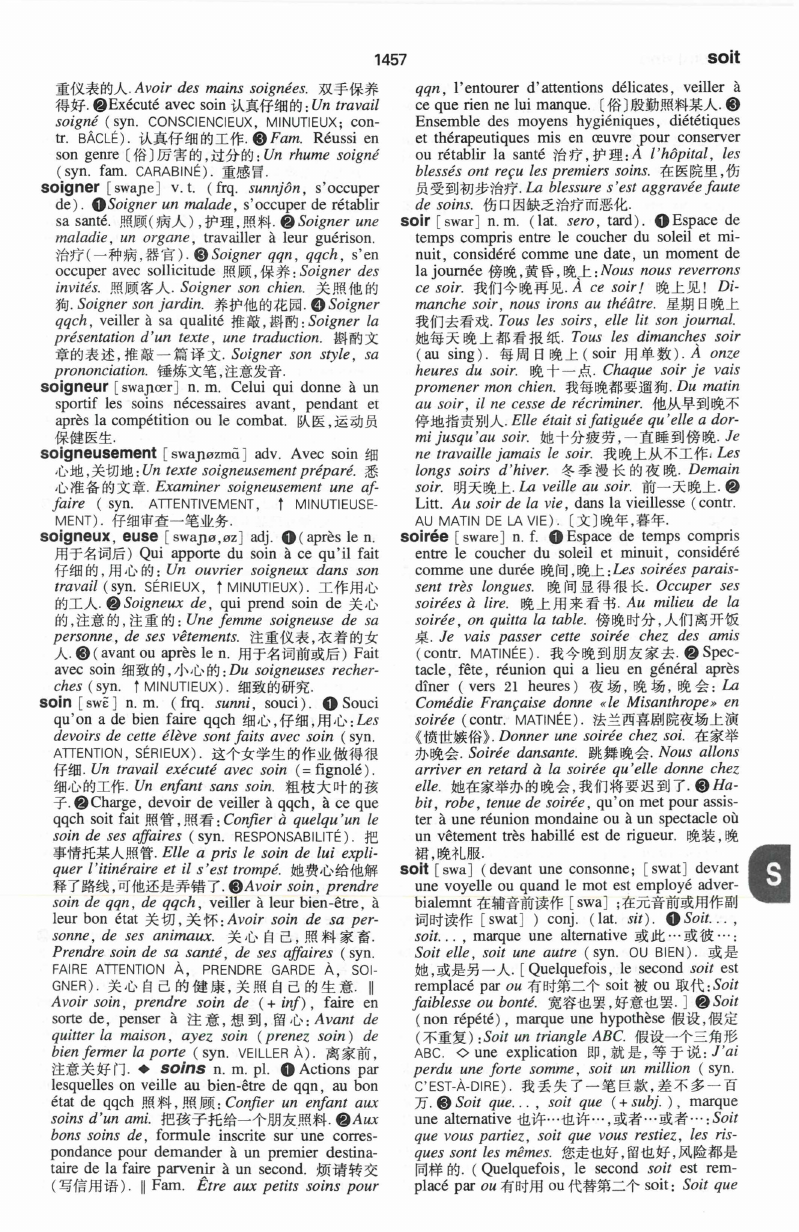 1457
soit
重仪表的人. Avoir des mains soignées. 双手保养
得好. ❷Exécuté avec soin 认真仔细的: Un travail
soigné (syn. CONSCIENCIEUX, MINUTIEUX; con-
tr. BÂCLÉ). 认真仔细的工作. ❸ Fam. Réussi en
son genre [俗]厉害的,过分的: Un rhume soigné
(syn. fam. CARABINÉ). 重感冒.
soigner [swaɲe] v. t. (frq. sunnjôn, s'occuper
de). ❶Soigner un malade, s'occuper de rétablir
sa santé. 照顾(病人),护理,照料. ❷ Soigner une
maladie, un organe, travailler à leur guérison.
治疗(一种病,器官). ❸ Soigner qqn, qqch, s'en
occuper avec sollicitude 照顾,保养: Soigner des
invités. 照顾客人. Soigner son chien. 关照他的
狗. Soigner son jardin. 养护他的花园. ❹ Soigner
qqch, veiller à sa qualité 推敲,斟酌: Soigner la
présentation d'un texte, une traduction. 斟酌文
章的表述,推敲一篇译文. Soigner son style, sa
prononciation. 锤炼文笔,注意发音.
soigneur [swaɲœr] n. m. Celui qui donne à un
sportif les soins nécessaires avant, pendant et
après la compétition ou le combat. 队医,运动员
保健医生.
soigneusement [swaɲøzmɑ̃] adv. Avec soin 细
心地,关切地: Un texte soigneusement préparé. 悉
心准备的文章. Examiner soigneusement une af-
faire ( syn. ATTENTIVEMENT, ↑ MINUTIEUSE-
MENT). 仔细审查一笔业务.
soigneux, euse [swaɲø,øz] adj. ❶(après le n.
用于名词后) Qui apporte du soin à ce qu'il fait
仔细的,用心的: Un ouvrier soigneux dans son
travail (syn. SÉRIEUX, ↑MINUTIEUX). 工作用心
的工人. ❷ Soigneux de, qui prend soin de 关心
的,注意的,注重的: Une femme soigneuse de sa
personne, de ses vêtements. 注重仪表,衣着的女
人. ❸(avant ou après le n. 用于名词前或后) Fait
avec soin 细致的,小心的: Du soigneuses recher-
ches (syn. ↑MINUTIEUX). 细致的研究.
soin [swɛ̃] n. m. ( frq. sunni, souci). ❶ Souci
qu'on a de bien faire qqch 细心,仔细,用心: Les
devoirs de cette élève sont faits avec soin (syn.
ATTENTION, SÉRIEUX). 这个女学生的作业做得很
仔细. Un travail exécuté avec soin (= fignolé).
细心的工作. Un enfant sans soin. 粗枝大叶的孩
子. ❷Charge, devoir de veiller à qqch, à ce que
qqch soit fait 照管,照看: Confier à quelqu'un le
soin de ses affaires ( syn. RESPONSABILITÉ). 把
事情托某人照管. Elle a pris le soin de lui expli-
quer l'itinéraire et il s'est trompé. 她费心给他解
释了路线,可他还是弄错了. ❸Avoir soin, prendre
soin de qqn, de qqch, veiller à leur bien-être, à
leur bon état 关切,关怀: Avoir soin de sa per-
sonne, de ses animaux. 关心自己,照料家畜.
Prendre soin de sa santé, de ses affaires (syn.
FAIRE ATTENTION À, PRENDRE GARDE À, SOI-
GNER). 关心自己的健康,关照自己的生意. ‖
Avoir soin, prendre soin de (+ inf), faire en
sorte de, penser à 注意,想到,留心: Avant de
quitter la maison, ayez soin (prenez soin) de
bien fermer la porte ( syn. VEILLER À). 离家前,
注意关好门. ◆ soins n. m. pl. ❶ Actions par
lesquelles on veille au bien-être de qqn, au bon
état de qqch 照料,照顾: Confier un enfant aux
soins d'un ami. 把孩子托给一个朋友照料. ❷Aux
bons soins de, formule inscrite sur une corres-
pondance pour demander à un premier destina-
taire de la faire parvenir à un second. 烦请转交
(写信用语). ‖ Fam. Être aux petits soins pour
qqn, l'entourer d'attentions délicates, veiller à
ce que rien ne lui manque. [俗]殷勤照料某人. ❸
Ensemble des moyens hygiéniques, diététiques
et thérapeutiques mis en œuvre pour conserver
ou rétablir la santé 治疗,护理: À l'hôpital, les
blessés ont reçu les premiers soins. 在医院里,伤
员受到初步治疗. La blessure s'est aggravée faute
de soins. 伤口因缺乏治疗而恶化.
soir [swar] n. m. (lat. sero, tard). ❶ Espace de
temps compris entre le coucher du soleil et mi-
nuit, considéré comme une date, un moment de
la journée 傍晚,黄昏,晚上: Nous nous reverrons
ce soir. 我们今晚再见. À ce soir! 晚上见! Di-
manche soir, nous irons au théâtre. 星期日晚上
我们去看戏. Tous les soirs, elle lit son journal.
她每天晚上都看报纸. Tous les dimanches soir
(au sing). 每周日晚上(soir 用单数). À onze
heures du soir. 晚十一点. Chaque soir je vais
promener mon chien. 我每晚都要遛狗. Du matin
au soir, il ne cesse de récriminer. 他从早到晚不
停地指责别人. Elle était si fatiguée qu'elle a dor-
mi jusqu'au soir. 她十分疲劳,一直睡到傍晚. Je
ne travaille jamais le soir. 我晚上从不工作. Les
longs soirs d'hiver. 冬季漫长的夜晚. Demain
soir. 明天晚上. La veille au soir. 前一天晚上. ❷
Litt. Au soir de la vie, dans la vieillesse (contr.
AU MATIN DE LA VIE). [文]晚年,暮年.
soirée [sware] n. f. ❶ Espace de temps compris
entre le coucher du soleil et minuit, considéré
comme une durée 晚间,晚上: Les soirées parais-
sent très longues. 晚间显得很长. Occuper ses
soirées à lire. 晚上用来看书. Au milieu de la
soirée, on quitta la table. 傍晚时分,人们离开饭
桌. Je vais passer cette soirée chez des amis
(contr. MATINÉE). 我今晚到朋友家去. ❷ Spec-
tacle, fête, réunion qui a lieu en général après
dîner ( vers 21 heures) 夜场,晚场,晚会: La
Comédie Française donne «le Misanthrope» en
soirée (contr. MATINÉE). 法兰西喜剧院夜场上演
《愤世嫉俗》. Donner une soirée chez soi. 在家举
办晚会. Soirée dansante. 跳舞晚会. Nous allons
arriver en retard à la soirée qu'elle donne chez
elle. 她在家举办的晚会,我们将要迟到了. ❸ Ha-
bit, robe, tenue de soirée, qu'on met pour assis-
ter à une réunion mondaine ou à un spectacle où
un vêtement très habillé est de rigueur. 晚装,晚
裙,晚礼服.
soit [swa] (devant une consonne; [swat] devant
une voyelle ou quand le mot est employé adver-
bialemnt 在辅音前读作 [swa] ;在元音前或用作副
词时读作 [swat] ) conj. (lat. sit). ❶ Soit...,
soit..., marque une alternative 或此…或彼…:
Soit elle, soit une autre (syn. OU BIEN). 或是
她,或是另一人. [Quelquefois, le second soit est
remplacé par ou 有时第二个 soit 被 ou 取代: Soit
faiblesse ou bonté. 宽容也罢,好意也罢. ] ❷ Soit
(non répété), marque une hypothèse 假设,假定
(不重复): Soit un triangle ABC. 假设一个三角形
ABC. ◇ une explication 即,就是,等于说: J'ai
perdu une forte somme, soit un million ( syn.
C'EST-À-DIRE). 我丢失了一笔巨款,差不多一百
万. ❸ Soit que..., soit que (+ subj.), marque
une alternative 也许…也许…,或者…或者…: Soit
que vous partiez, soit que vous restiez, les ris-
ques sont les mêmes. 您走也好,留也好,风险都是
同样的. (Quelquefois, le second soit est rem-
placé par ou 有时用 ou 代替第二个 soit: Soit que
S